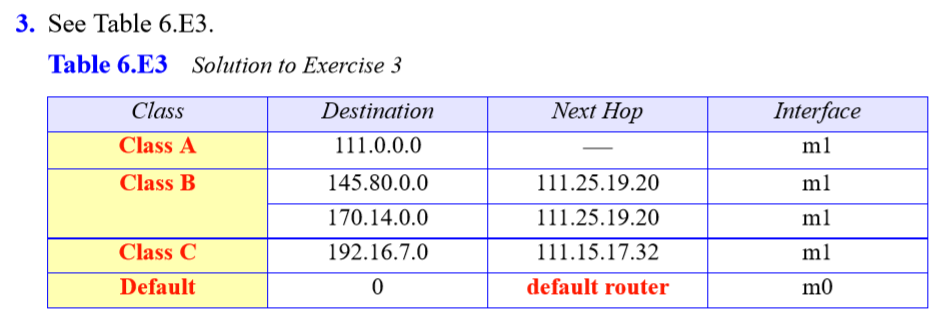 3. See Table 6.E3.
Table 6.E3 Solution to Exercise 3
Class Destination Next Hop Interface
Class A 111.0.0.0 — m1
Class B 145.80.0.0 111.25.19.20 m1
170.14.0.0 111.25.19.20 m1
Class C 192.16.7.0 111.15.17.32 m1
Default 0 default router m0